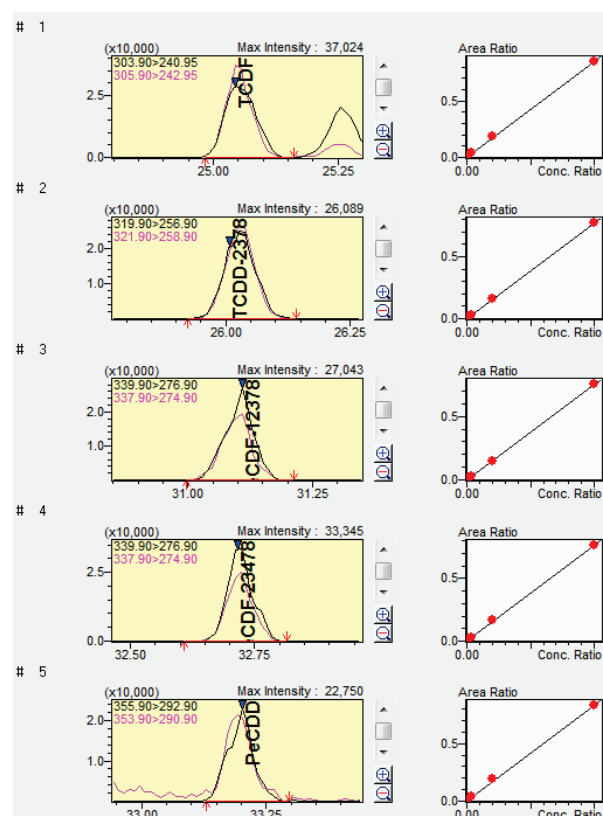 # 1
(x10,000) Max Intensity : 37,024
303.90>240.95
305.90>242.95
TCDF
2.5
0.0
25.00 25.25
Area Ratio
0.5
0.0
0.00 Conc. Ratio
# 2
(x10,000) Max Intensity : 26,089
319.90>256.90
321.90>258.90
TCDD-2378
2.0
1.0
26.00 26.25
Area Ratio
0.5
0.0
0.00 Conc. Ratio
# 3
(x10,000) Max Intensity : 27,043
339.90>276.90
337.90>274.90
CDF-12378
2.0
1.0
31.00 31.25
Area Ratio
0.5
0.0
0.00 Conc. Ratio
# 4
(x10,000) Max Intensity : 33,345
339.90>276.90
337.90>274.90
CDF-23478
2.5
0.0
32.50 32.75
Area Ratio
0.5
0.0
0.00 Conc. Ratio
# 5
(x10,000) Max Intensity : 22,750
355.90>292.90
353.90>290.90
PeCDD
2.0
1.0
33.00 33.25
Area Ratio
0.5
0.0
0.00 Conc. Ratio